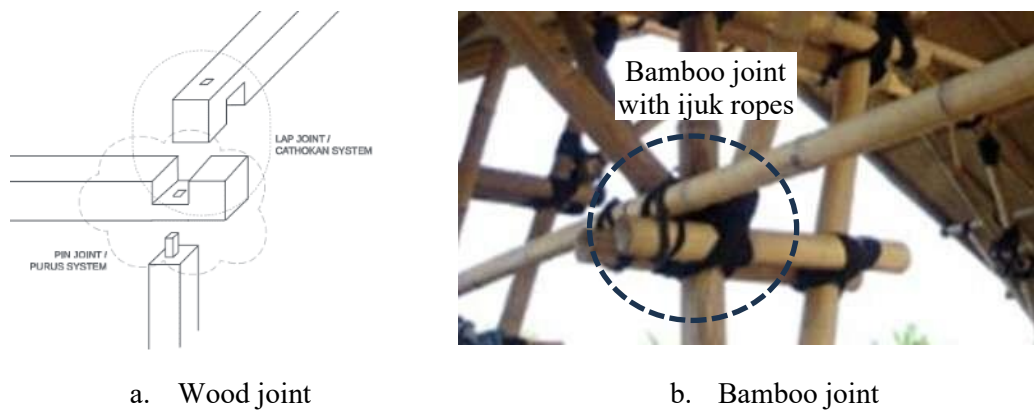 LAP JOINT /
CATHOKAN SYSTEM
PIN JOINT /
PURUS SYSTEM
Bamboo joint
with ijuk ropes
a. Wood joint
b. Bamboo joint